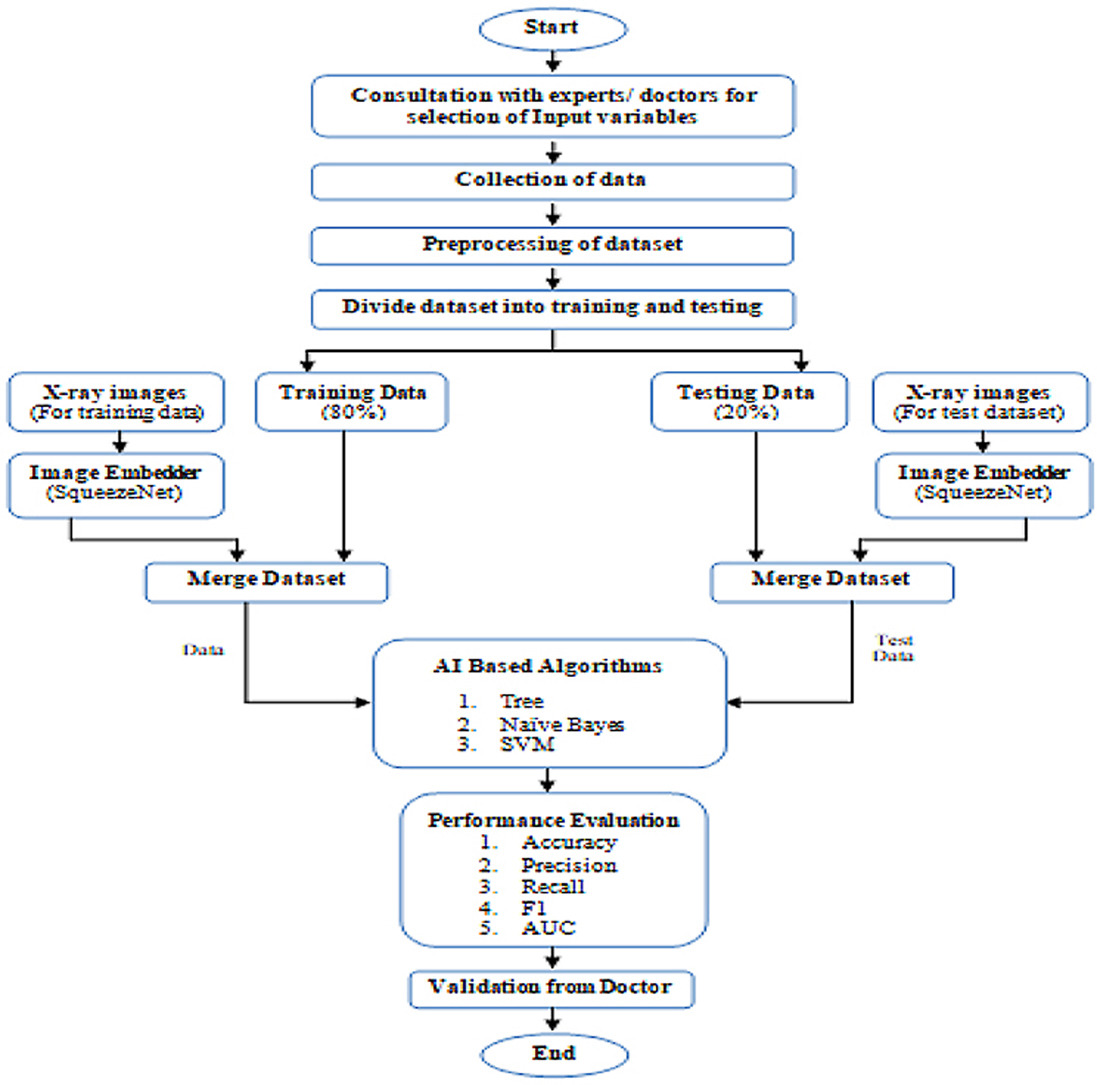 Start
Consultation with experts/ doctors for
selection of Input variables
Collection of data
Preprocessing of dataset
Divide dataset into training and testing
X-ray images
(For training data)
Training Data
(80%)
Testing Data
(20%)
X-ray images
(For test dataset)
Image Embedder
(SqueezeNet)
Image Embedder
(SqueezeNet)
Merge Dataset
Merge Dataset
Data
Test
Data
AI Based Algorithms
1. Tree
2. Naïve Bayes
3. SVM
Performance Evaluation
1. Accuracy
2. Precision
3. Recall
4. F1
5. AUC
Validation from Doctor
End